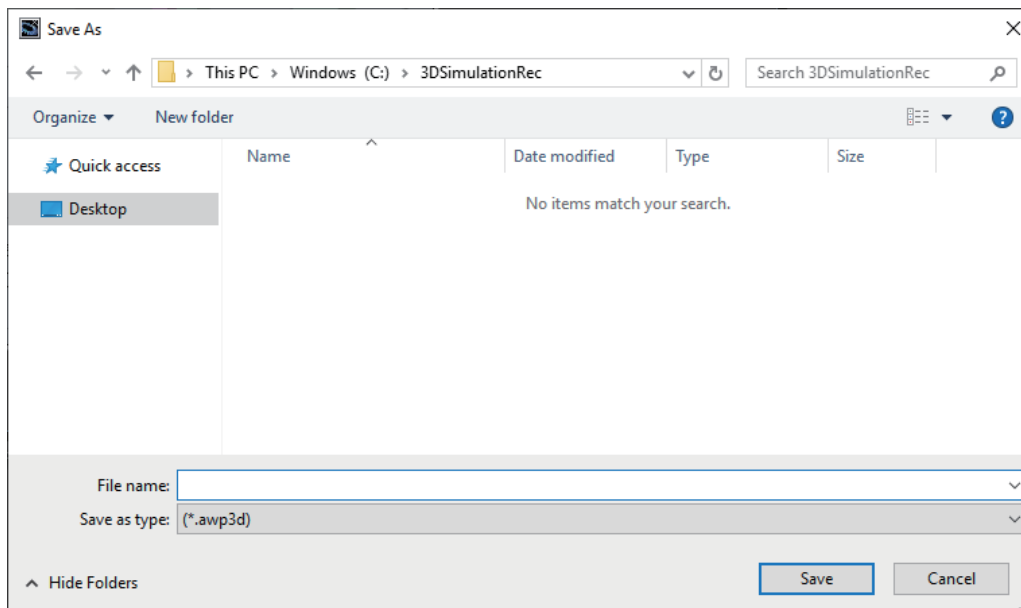 Save As
This PC > Windows (C:) > 3DSimulationRec
Search 3DSimulationRec
Organize New folder
?
Quick access
Desktop
Name Date modified Type Size
No items match your search.
File name:
Save as type: (*.awp3d)
Hide Folders
Save Cancel